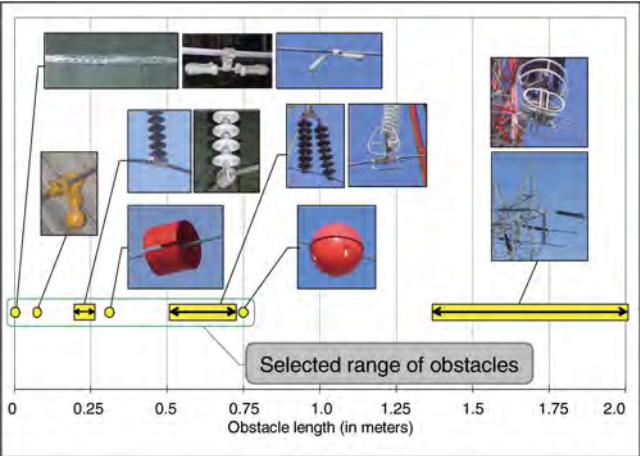 Selected range of obstacles
0 0.25 0.5 0.75 1.0 1.25 1.5 1.75 2.0
Obstacle length (in meters)